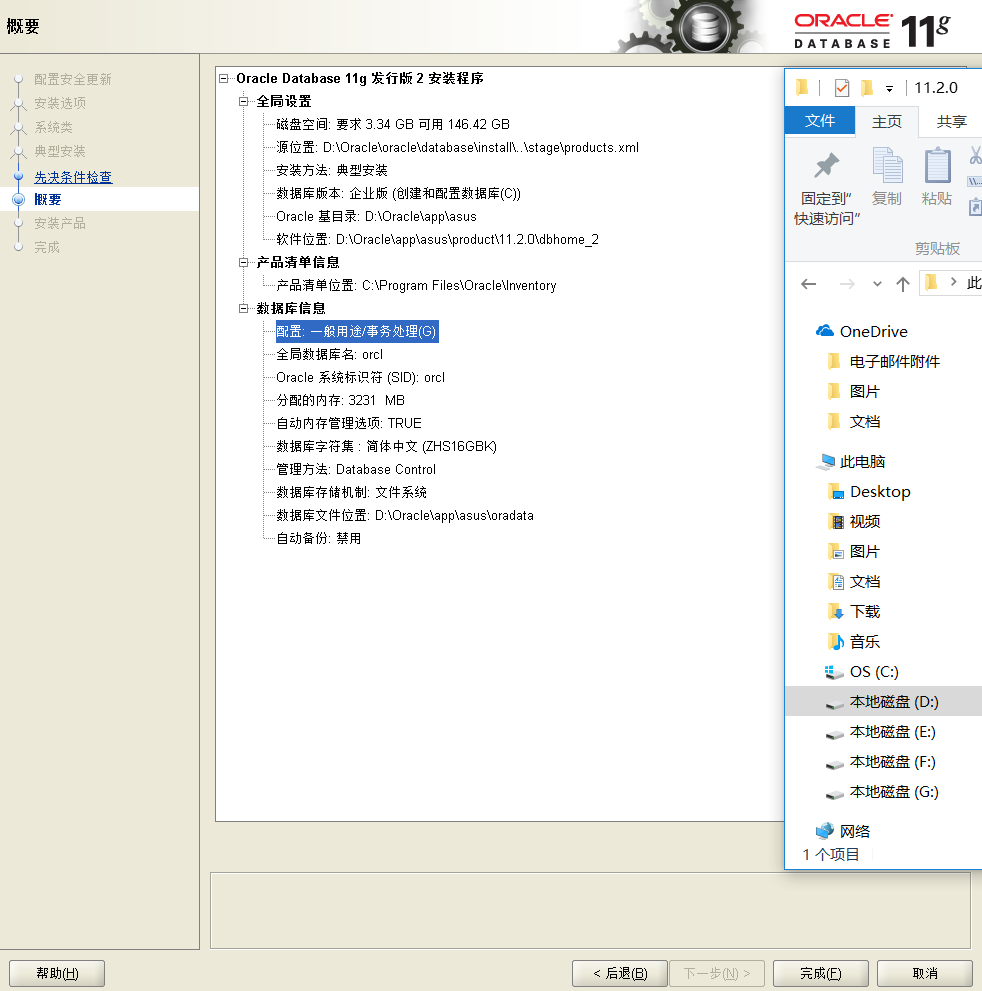 概要
ORACLE
DATABASE
11g
配置安全更新
安装选项
系统类
典型安装
先决条件检查
概要
安装产品
完成
Oracle Database 11g 发行版 2 安装程序
全局设置
磁盘空间: 要求 3.34 GB 可用 146.42 GB
源位置: D:\Oracle\oracle\database\install\..\stage\products.xml
安装方法: 典型安装
数据库版本: 企业版 (创建和配置数据库(C))
Oracle 基目录: D:\Oracle\app\asus
软件位置: D:\Oracle\app\asus\product\11.2.0\dbhome_2
产品清单信息
产品清单位置: C:\Program Files\Oracle\Inventory
数据库信息
配置: 一般用途/事务处理(G)
全局数据库名: orcl
Oracle 系统标识符 (SID): orcl
分配的内存: 3231 MB
自动内存管理选项: TRUE
数据库字符集 : 简体中文 (ZHS16GBK)
管理方法: Database Control
数据库存储机制: 文件系统
数据库文件位置: D:\Oracle\app\asus\oradata
自动备份: 禁用
11.2.0
文件 主页 共享
固定到"
快速访问"
复制
粘贴
剪贴板
此
OneDrive
电子邮件附件
图片
文档
此电脑
Desktop
视频
图片
文档
下载
音乐
OS (C:)
本地磁盘 (D:)
本地磁盘 (E:)
本地磁盘 (F:)
本地磁盘 (G:)
网络
1 个项目
帮助(H)
< 后退(B)
下一步(N) >
完成(F)
取消